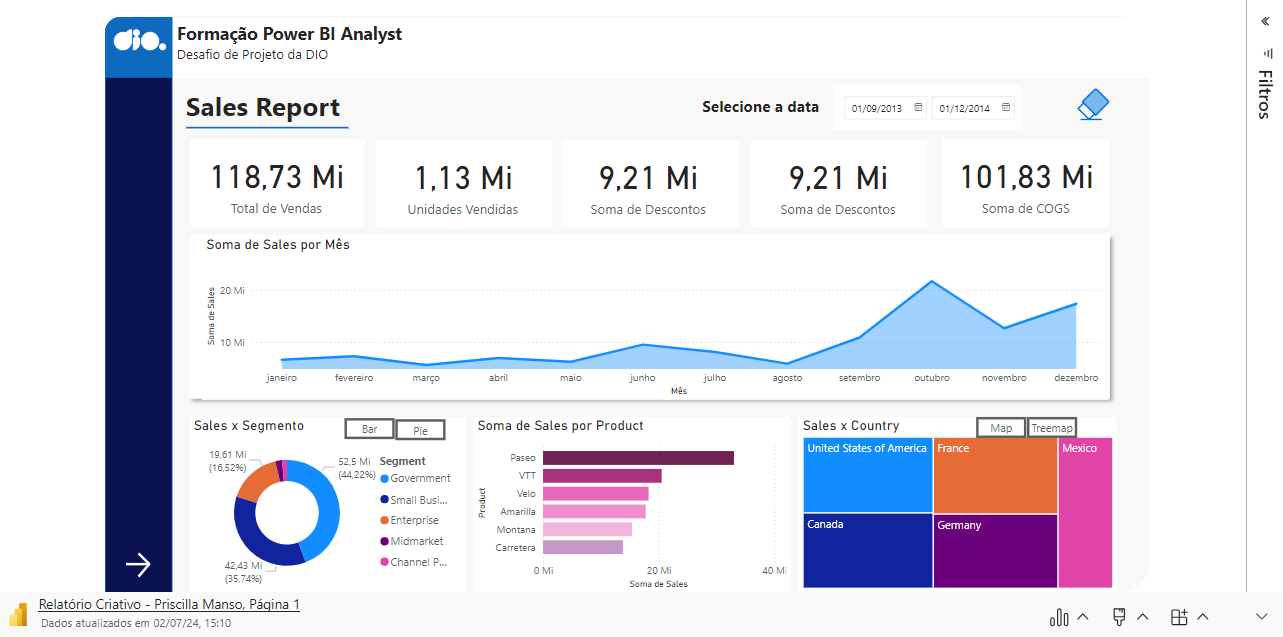 dio.
Formação Power BI Analyst
Desafio de Projeto da DIO
Filtros
Sales Report
Selecione a data
01/09/2013
01/12/2014
118,73 Mi
Total de Vendas
1,13 Mi
Unidades Vendidas
9,21 Mi
Soma de Descontos
9,21 Mi
Soma de Descontos
101,83 Mi
Soma de COGS
Soma de Sales por Mês
Soma de Sales
20 Mi
10 Mi
janeiro
fevereiro
março
abril
maio
junho
julho
agosto
setembro
outubro
novembro
dezembro
Mês
Sales x Segmento
Bar
Pie
19,61 Mi
(16,52%)
52,5 Mi
(44,22%)
42,43 Mi
(35,74%)
Segment
Government
Small Busi...
Enterprise
Midmarket
Channel P...
Soma de Sales por Product
Product
Paseo
VTT
Velo
Amarilla
Montana
Carretera
0 Mi
20 Mi
40 Mi
Soma de Sales
Sales x Country
Map
Treemap
United States of America
France
Mexico
Canada
Germany
Relatório Criativo - Priscilla Manso, Página 1
Dados atualizados em 02/07/24, 15:10